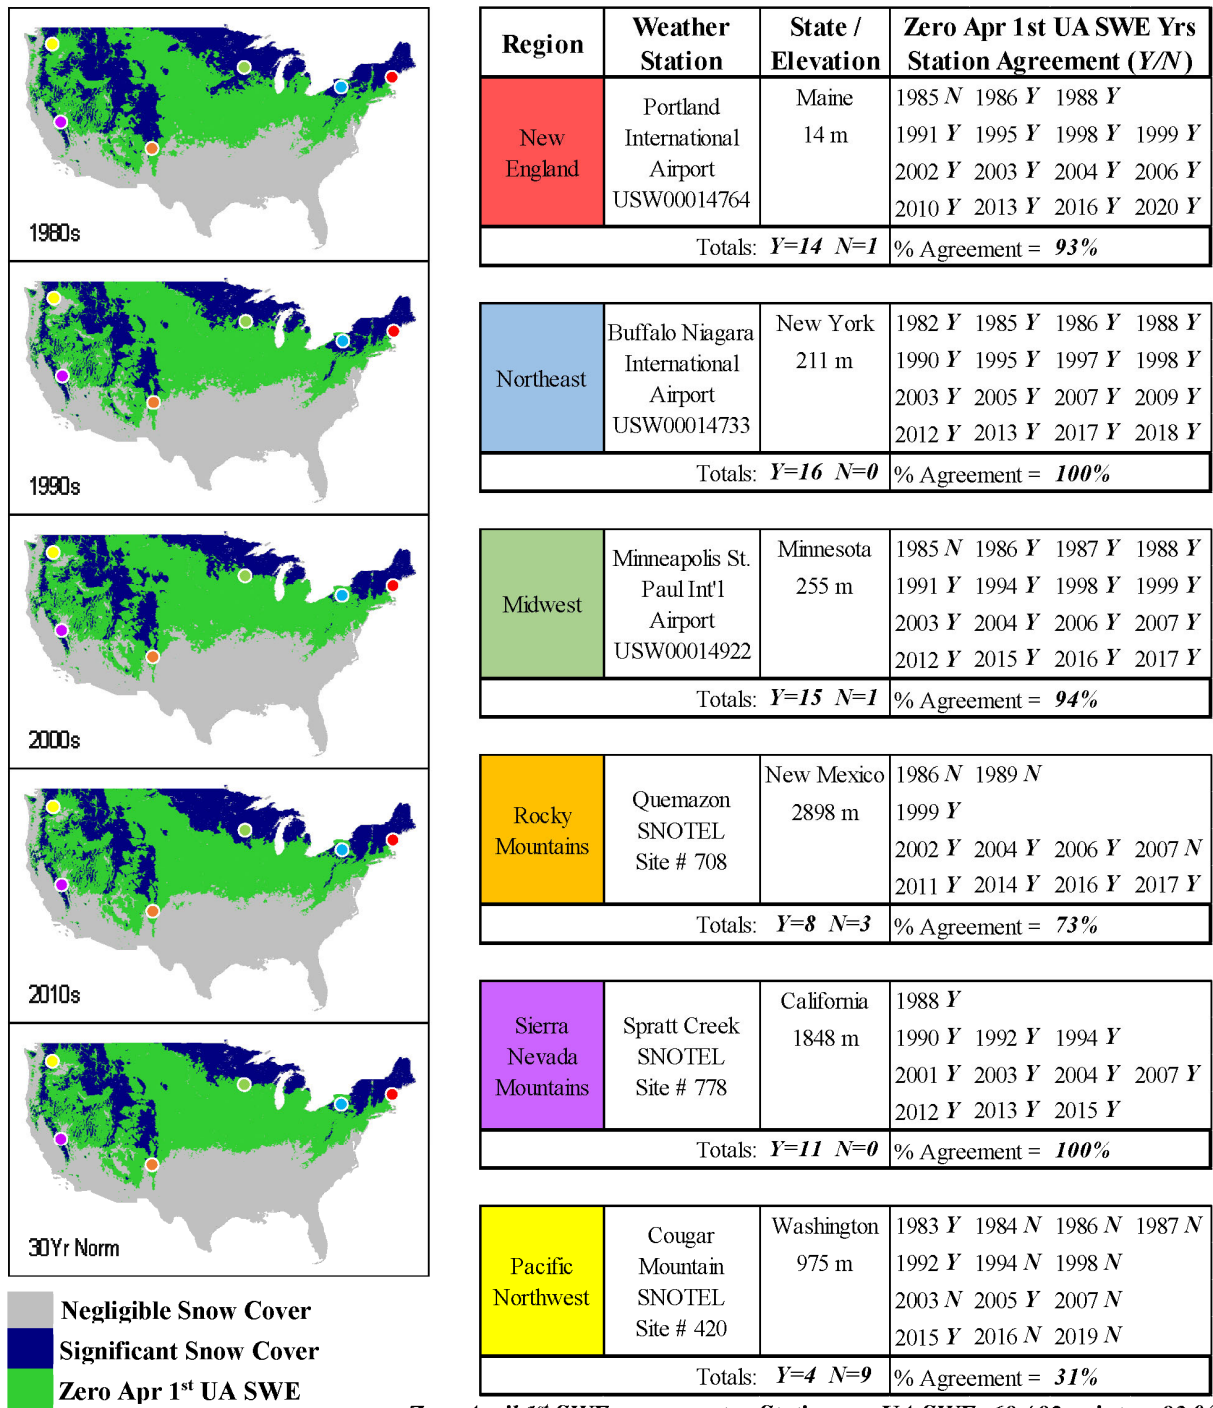 1980s
1990s
2000s
2010s
30Yr Norm
Negligible Snow Cover
Significant Snow Cover
Zero Apr 1st UA SWE
Region
Weather Station
State / Elevation
Zero Apr 1st UA SWE Yrs
Station Agreement (Y/N)
New England
Portland International Airport USW00014764
Maine
14 m
1985 N 1986 Y 1988 Y
1991 Y 1995 Y 1998 Y 1999 Y
2002 Y 2003 Y 2004 Y 2006 Y
2010 Y 2013 Y 2016 Y 2020 Y
Totals: Y=14 N=1 % Agreement = 93%
Northeast
Buffalo Niagara International Airport USW00014733
New York
211 m
1982 Y 1985 Y 1986 Y 1988 Y
1990 Y 1995 Y 1997 Y 1998 Y
2003 Y 2005 Y 2007 Y 2009 Y
2012 Y 2013 Y 2017 Y 2018 Y
Totals: Y=16 N=0 % Agreement = 100%
Midwest
Minneapolis St. Paul Int'l Airport USW00014922
Minnesota
255 m
1985 N 1986 Y 1987 Y 1988 Y
1991 Y 1994 Y 1998 Y 1999 Y
2003 Y 2004 Y 2006 Y 2007 Y
2012 Y 2015 Y 2016 Y 2017 Y
Totals: Y=15 N=1 % Agreement = 94%
Rocky Mountains
Quemazon SNOTEL Site # 708
New Mexico
2898 m
1986 N 1989 N
1999 Y
2002 Y 2004 Y 2006 Y 2007 N
2011 Y 2014 Y 2016 Y 2017 Y
Totals: Y=8 N=3 % Agreement = 73%
Sierra Nevada Mountains
Spratt Creek SNOTEL Site # 778
California
1848 m
1988 Y
1990 Y 1992 Y 1994 Y
2001 Y 2003 Y 2004 Y 2007 Y
2012 Y 2013 Y 2015 Y
Totals: Y=11 N=0 % Agreement = 100%
Pacific Northwest
Cougar Mountain SNOTEL Site # 420
Washington
975 m
1983 Y 1984 N 1986 N 1987 N
1992 Y 1994 N 1998 N
2003 N 2005 Y 2007 N
2015 Y 2016 N 2019 N
Totals: Y=4 N=9 % Agreement = 31%